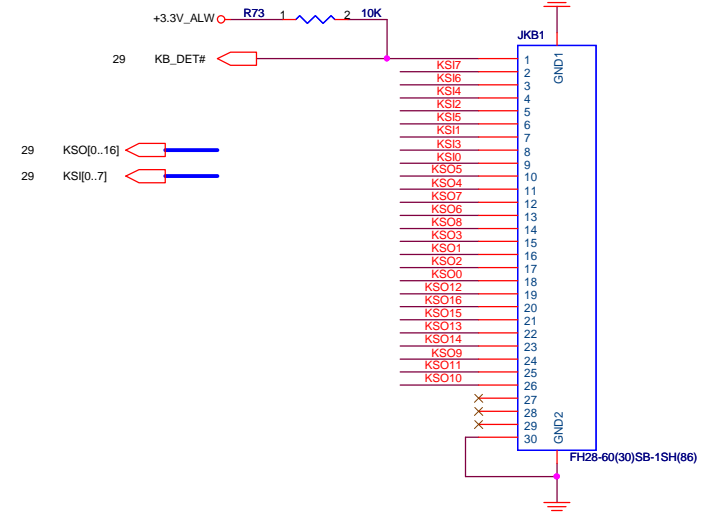 +3.3V_ALW R73 1 2 10K
JKB1
29 KB_DET# 1 GND1
KSI7 2
KSI6 3
KSI4 4
KSI2 5
KSI5 6
KSI1 7
KSI3 8
29 KSO[0..16]
KSI0 9
29 KSI[0..7]
KSO5 10
KSO4 11
KSO7 12
KSO6 13
KSO8 14
KSO3 15
KSO1 16
KSO2 17
KSO0 18
KSO12 19
KSO16 20
KSO15 21
KSO13 22
KSO14 23
KSO9 24
KSO11 25
KSO10 26
27
28
29
30 GND2
FH28-60(30)SB-1SH(86)